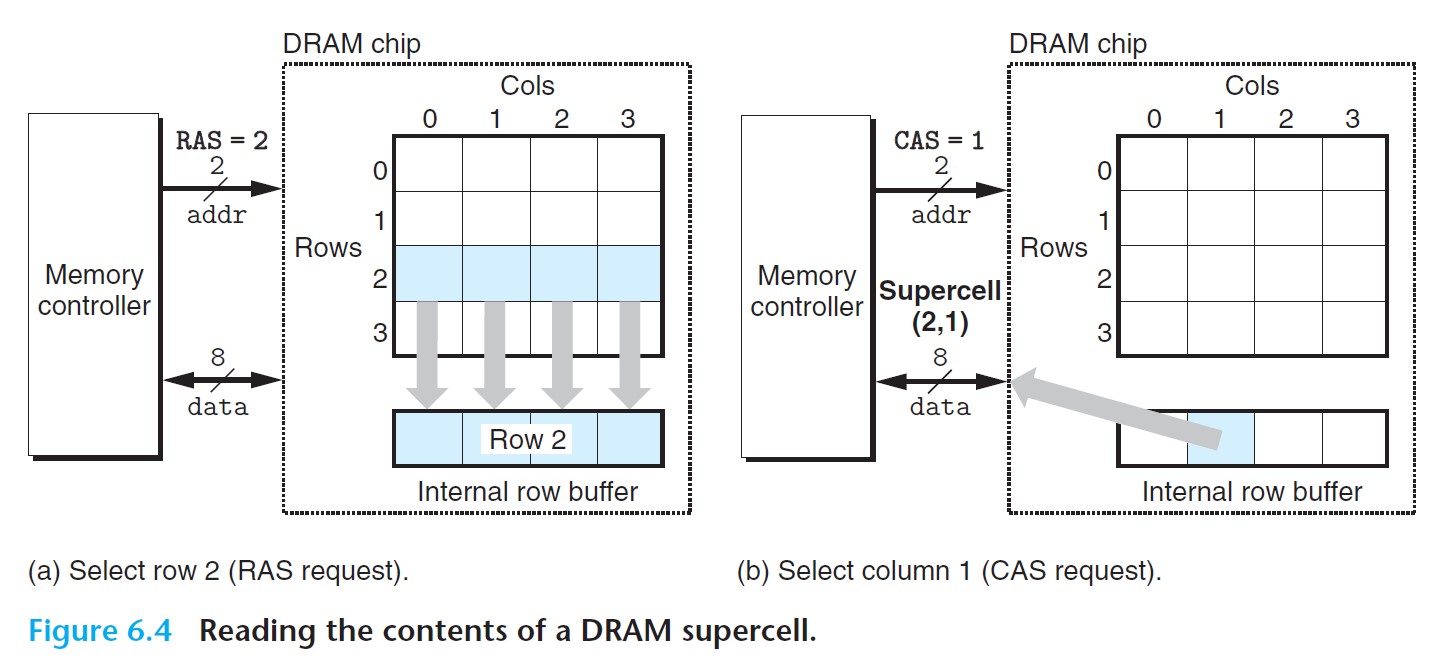 DRAM chip
Cols
0 1 2 3
RAS = 2
2
addr
Memory
controller
Rows
0
1
2
3
8
data
Row 2
Internal row buffer
(a) Select row 2 (RAS request).
DRAM chip
Cols
0 1 2 3
CAS = 1
2
addr
Memory
controller
Supercell
(2,1)
Rows
0
1
2
3
8
data
Internal row buffer
(b) Select column 1 (CAS request).
Figure 6.4 Reading the contents of a DRAM supercell.